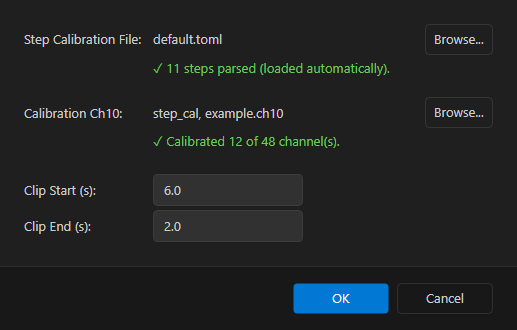 Step Calibration File: default.toml Browse...
✓ 11 steps parsed (loaded automatically).
Calibration Ch10: step_cal, example.ch10 Browse...
✓ Calibrated 12 of 48 channel(s).
Clip Start (s): 6.0
Clip End (s): 2.0
OK Cancel